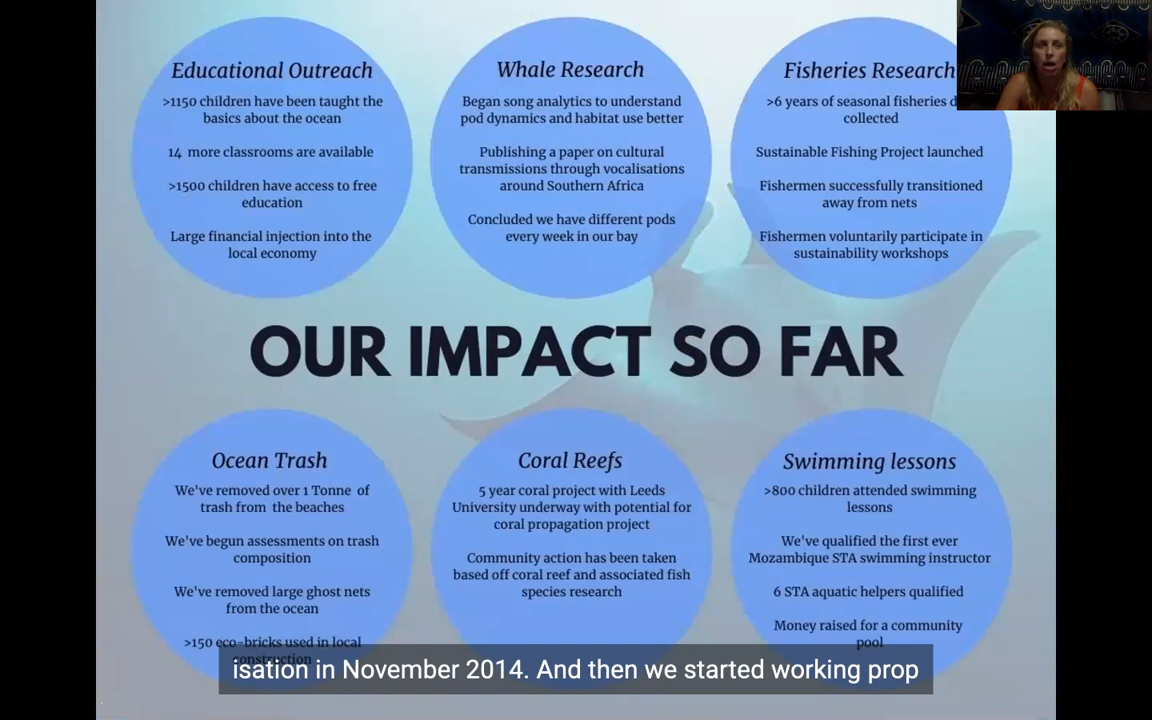 Educational Outreach
>1150 children have been taught the
basics about the ocean
14 more classrooms are available
>1500 children have access to free
education
Large financial injection into the
local economy
Whale Research
Began song analytics to understand
pod dynamics and habitat use better
Publishing a paper on cultural
transmissions through vocalisations
around Southern Africa
Concluded we have different pods
every week in our bay
Fisheries Research
>6 years of seasonal fisheries
collected
Sustainable Fishing Project launched
Fishermen successfully transitioned
away from nets
Fishermen voluntarily participate in
sustainability workshops
OUR IMPACT SO FAR
Ocean Trash
We've removed over 1 Tonne of
trash from the beaches
We've begun assessments on trash
composition
We've removed large ghost nets
from the ocean
>150 eco-bricks used in local
construction
Coral Reefs
5 year coral project with Leeds
University underway with potential for
coral propagation project
Community action has been taken
based off coral reef and associated fish
species research
Swimming lessons
>800 children attended swimming
lessons
We've qualified the first ever
Mozambique STA swimming instructor
6 STA aquatic helpers qualified
Money raised for a community
pool
isation in November 2014. And then we started working prop